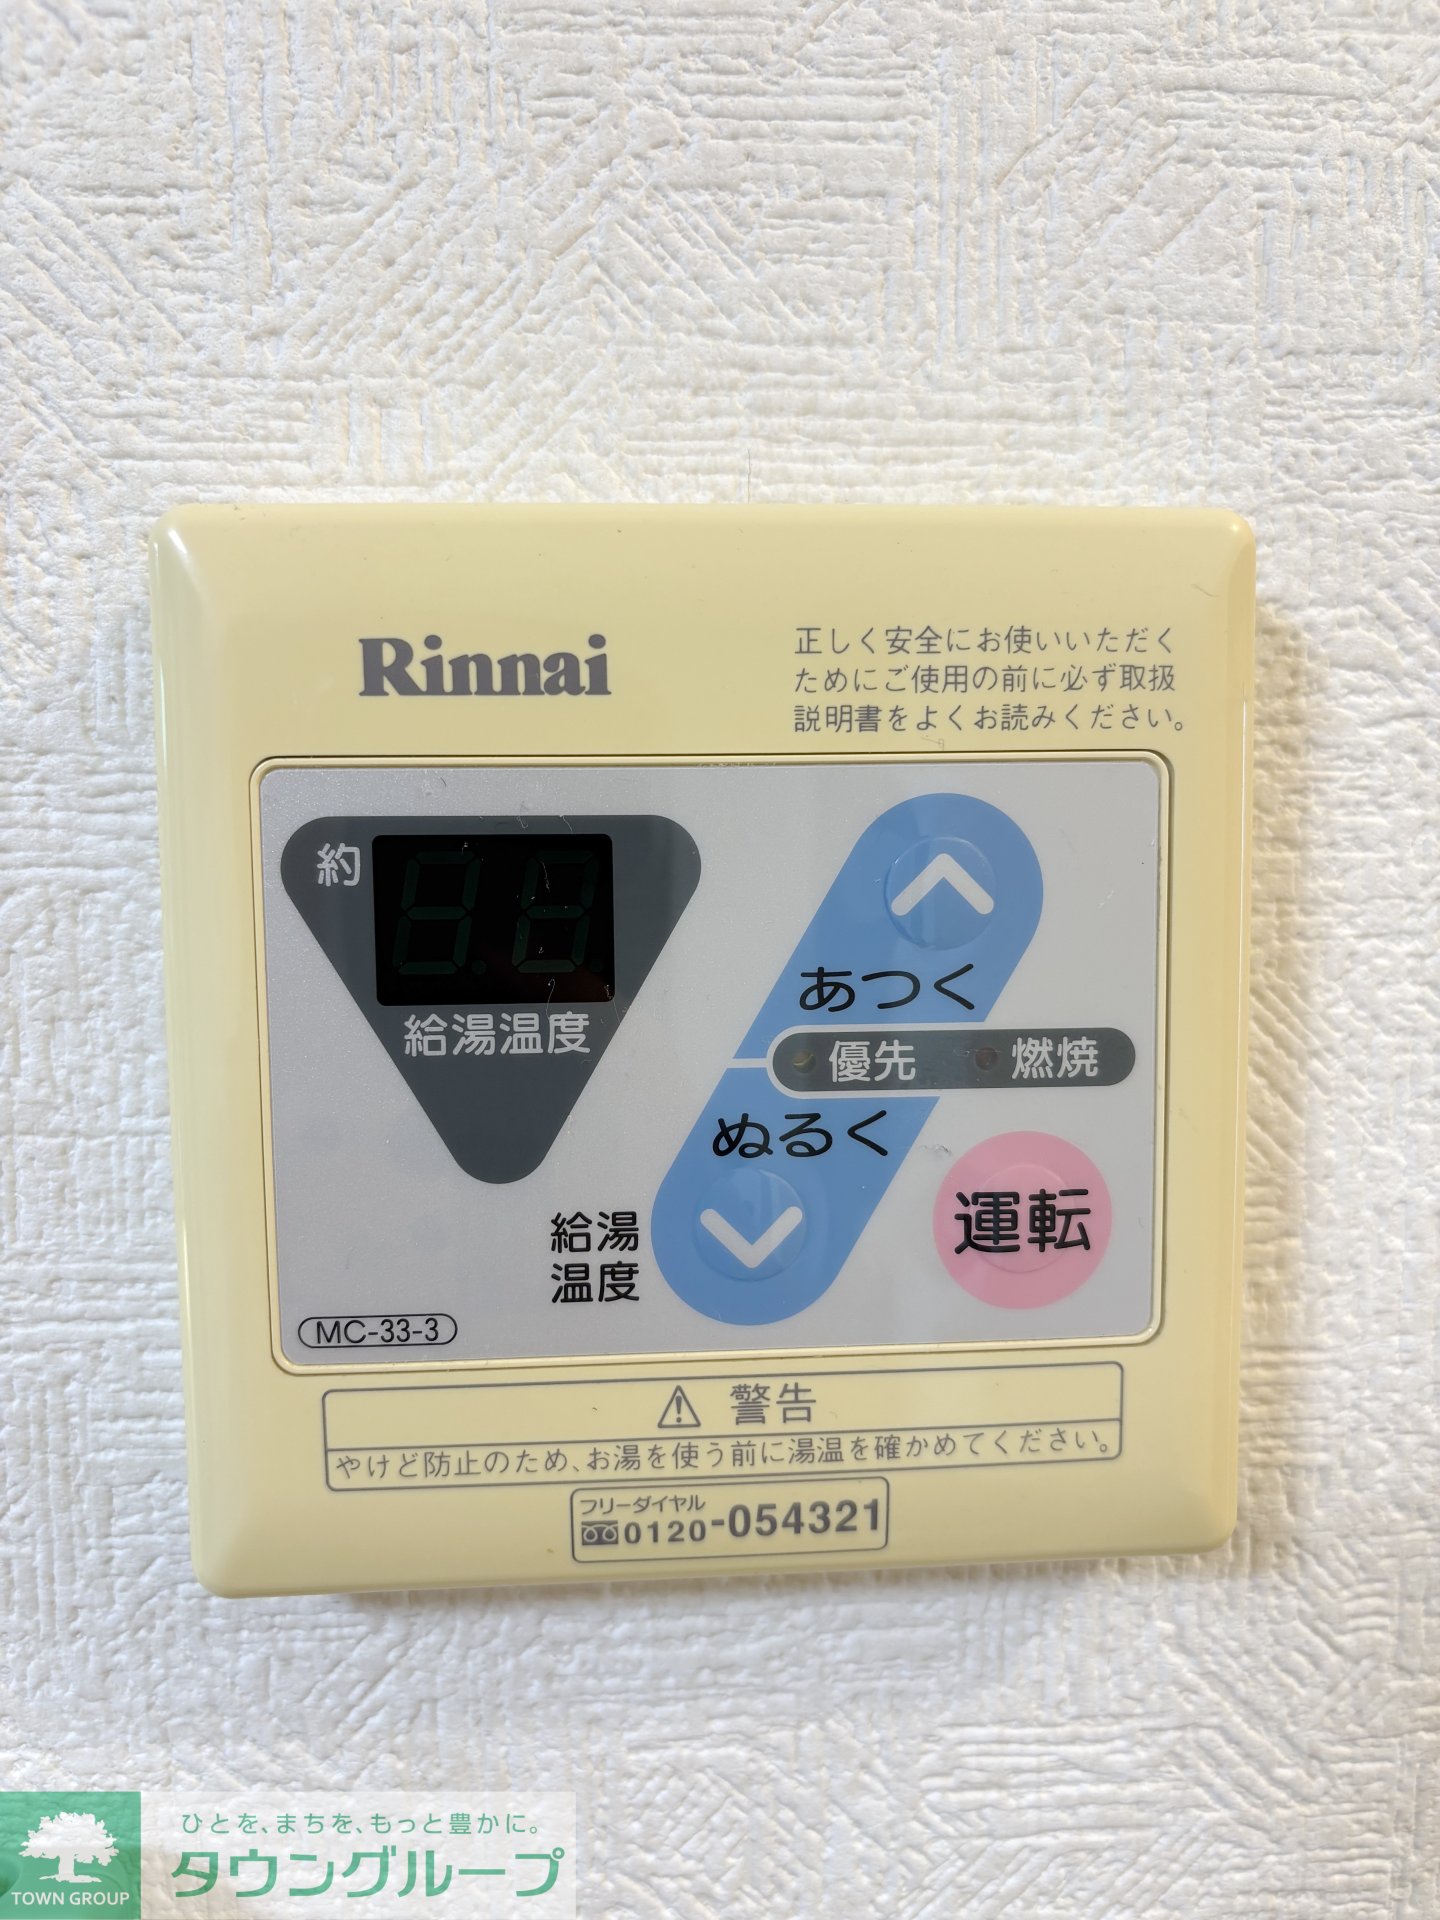 Rinnai
正しく安全にお使いいただく
ためにご使用の前に必ず取扱
説明書をよくお読みください。
約
給湯温度
あつく
優先 燃焼
ぬるく
給湯
温度
運転
MC-33-3
警告
やけど防止のため、お湯を使う前に湯温を確かめてください。
フリーダイヤル
0120-054321
ひとを、まちを、もっと豊かに。
タウングループ
TOWN GROUP